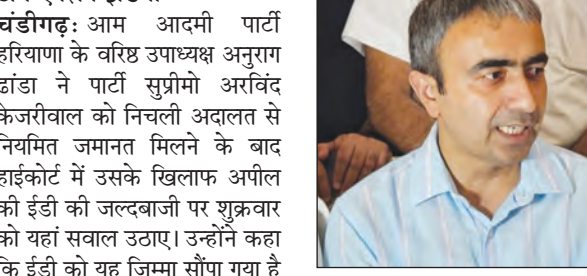 चंडीगढ़: आम आदमी पार्टी
हरियाणा के वरिष्ठ उपाध्यक्ष अनुराग
ढांडा ने पार्टी सुप्रीमो अरविंद
केजरीवाल को निचली अदालत से
नियमित जमानत मिलने के बाद
हाईकोर्ट में उसके खिलाफ अपील
की ईडी की जल्दबाजी पर शुक्रवार
को यहां सवाल उठाए। उन्होंने कहा
कि ईडी को यह जिम्मा सौंपा गया है